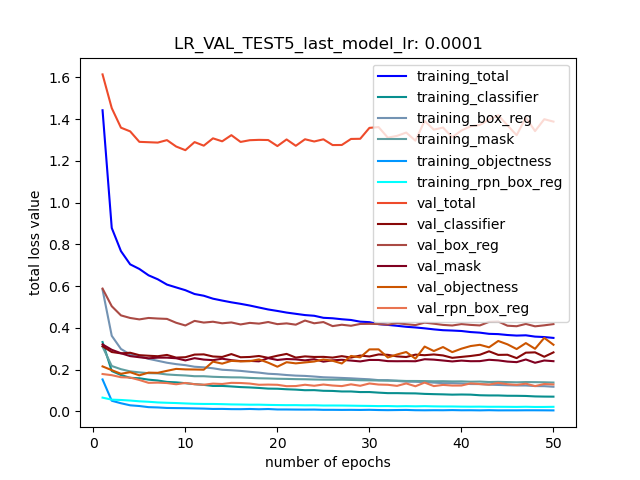 LR_VAL_TEST5_last_model_lr: 0.0001
training_total
training_classifier
training_box_reg
training_mask
training_objectness
training_rpn_box_reg
val_total
val_classifier
val_box_reg
val_mask
val_objectness
val_rpn_box_reg
total loss value
1.6
1.4
1.2
1.0
0.8
0.6
0.4
0.2
0.0
0
10
20
30
40
50
number of epochs